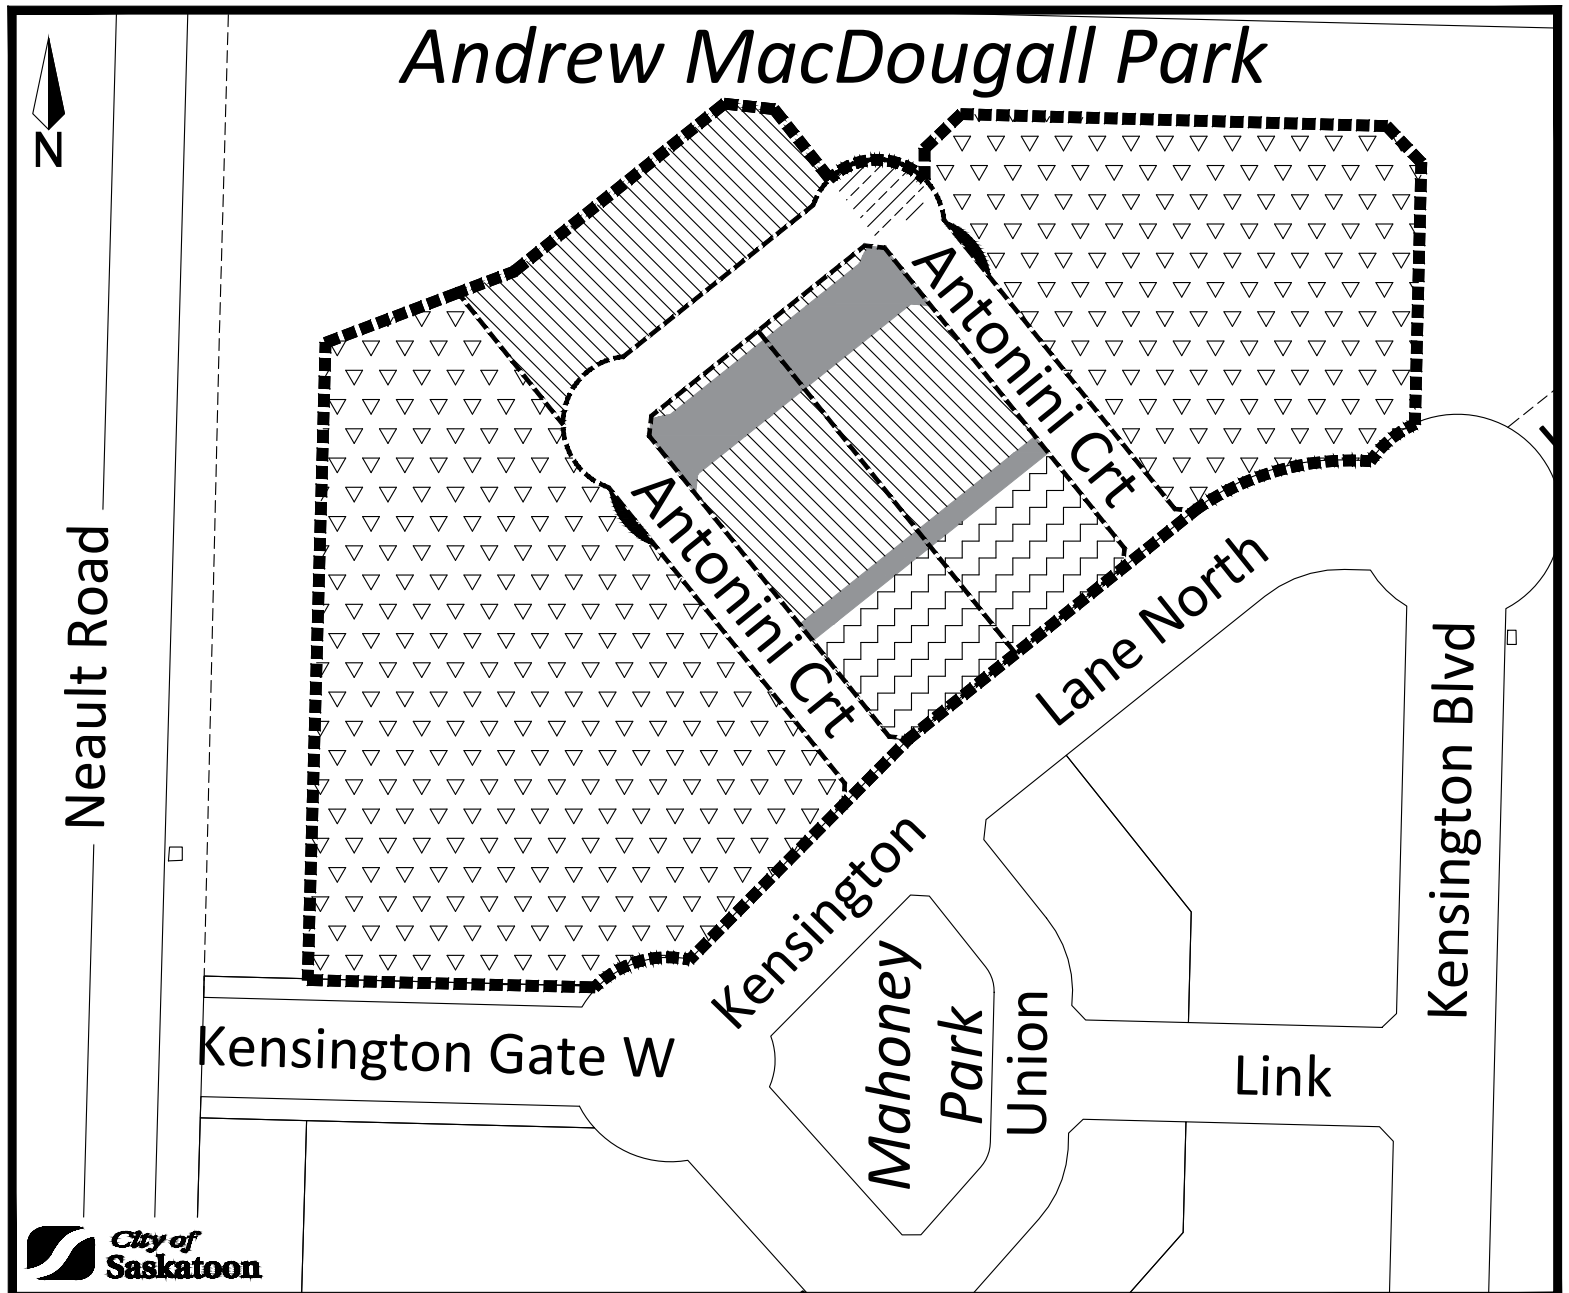 Andrew MacDougall Park
N
Antonini Crt
Antonini Crt
Neault Road
Lane North
Kensington Blvd
Kensington
Mahoney
Park
Union
Kensington Gate W
Link
City of
Saskatoon